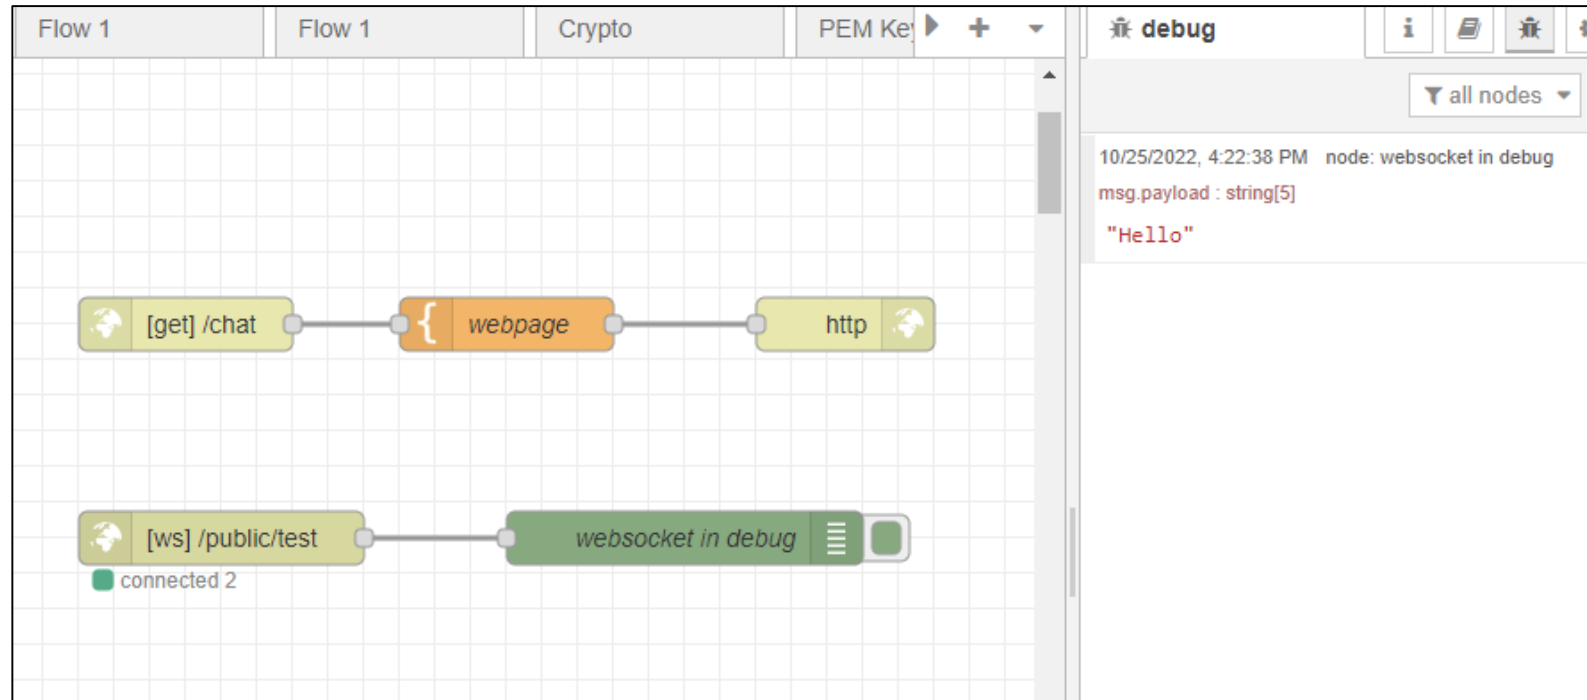 Flow 1
Flow 1
Crypto
PEM Key
debug
all nodes
10/25/2022, 4:22:38 PM node: websocket in debug
msg.payload : string[5]
"Hello"
[get] /chat
webpage
http
[ws] /public/test
websocket in debug
connected 2